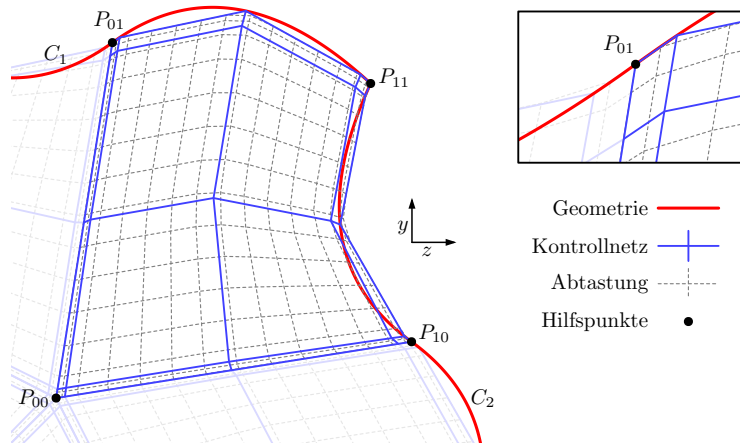 P01
C1
P11
P01
y
z
Geometrie
Kontrollnetz
Abtastung
Hilfspunkte
P10
P00
C2